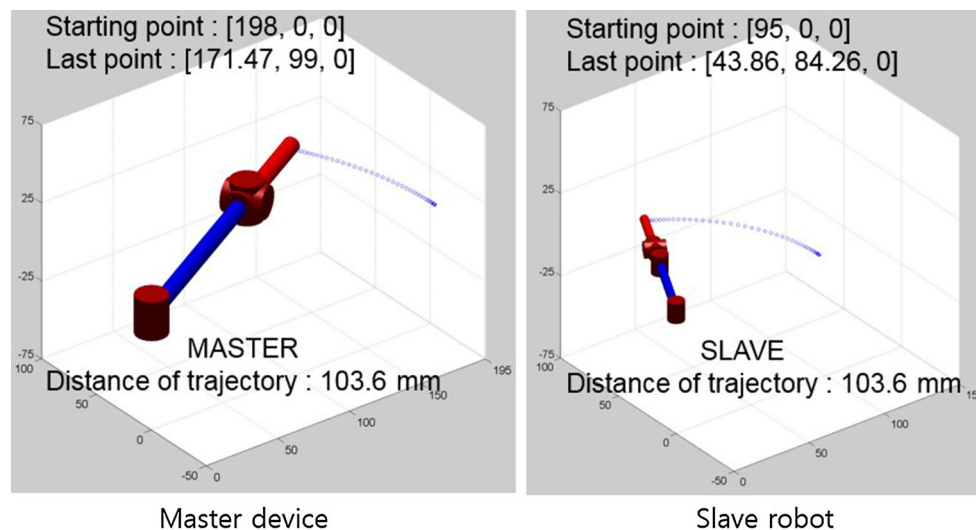 Starting point : [198, 0, 0]
Last point : [171.47, 99, 0]
75
25
-25
-75
100
50
0
-50
0
50
100
150
195
MASTER
Distance of trajectory : 103.6 mm
Master device
Starting point : [95, 0, 0]
Last point : [43.86, 84.26, 0]
75
25
-25
-75
50
0
-50
0
50
100
SLAVE
Distance of trajectory : 103.6 mm
Slave robot